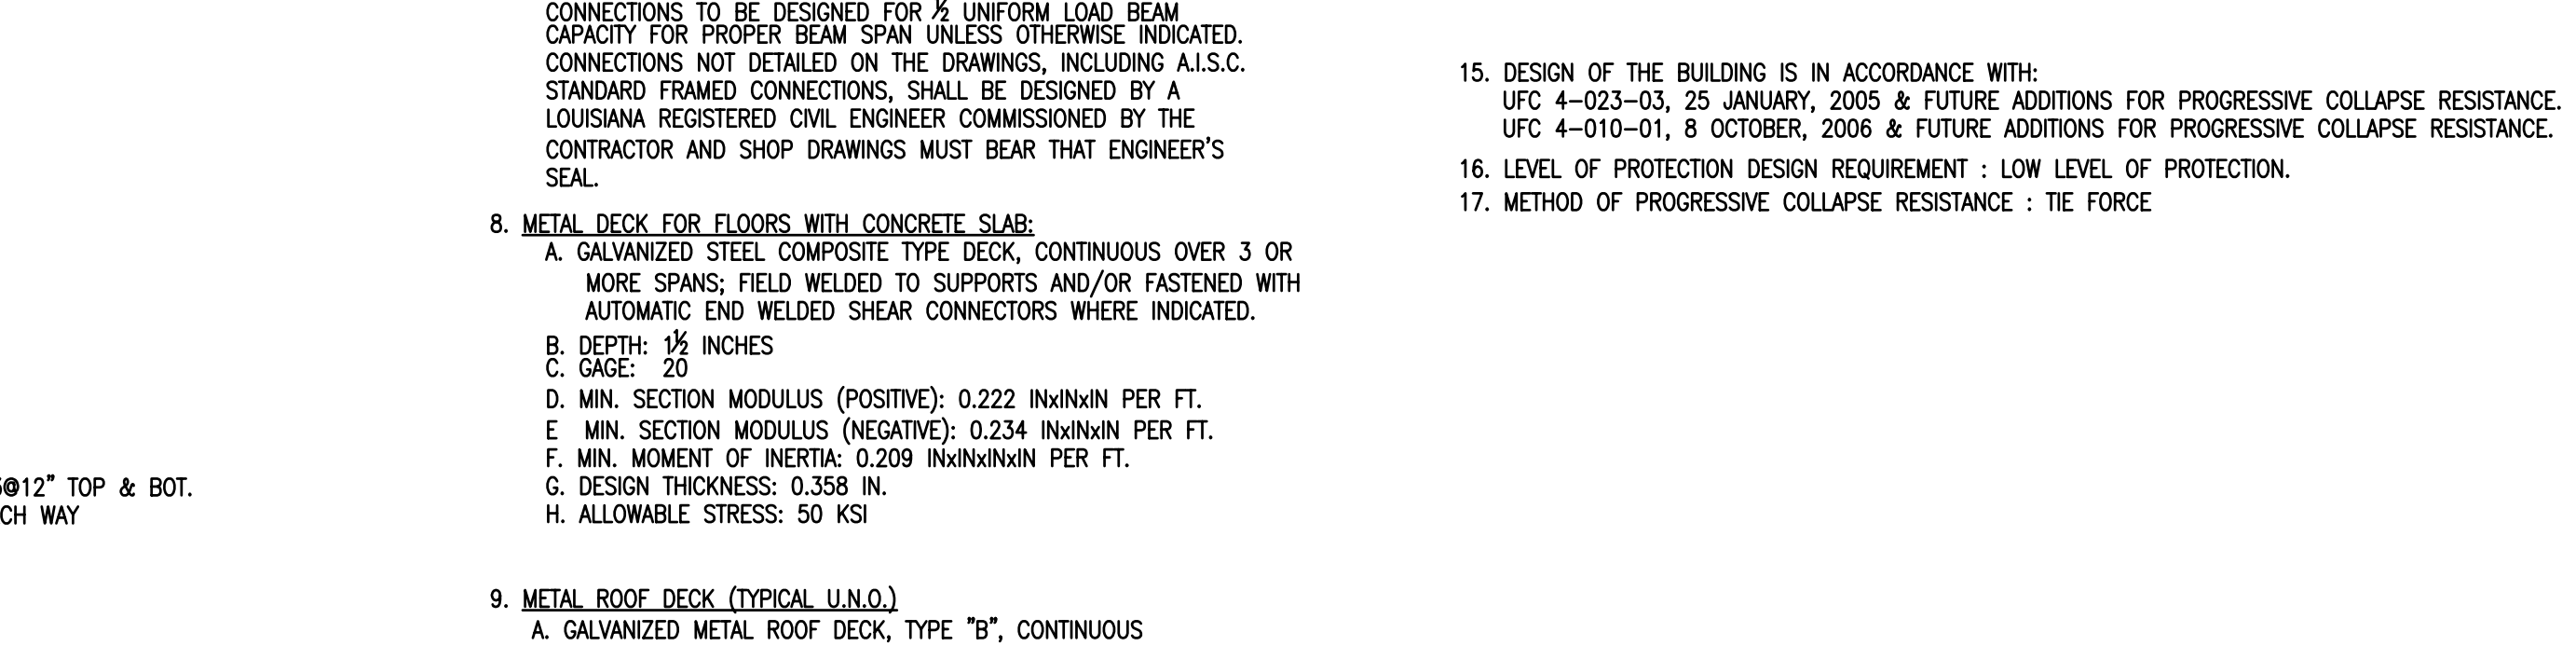 @12" TOP & BOT.
CH WAY
CONNECTIONS TO BE DESIGNED FOR ½ UNIFORM LOAD BEAM
CAPACITY FOR PROPER BEAM SPAN UNLESS OTHERWISE INDICATED.
CONNECTIONS NOT DETAILED ON THE DRAWINGS, INCLUDING A.I.S.C.
STANDARD FRAMED CONNECTIONS, SHALL BE DESIGNED BY A
LOUISIANA REGISTERED CIVIL ENGINEER COMMISSIONED BY THE
CONTRACTOR AND SHOP DRAWINGS MUST BEAR THAT ENGINEER'S
SEAL.
8. METAL DECK FOR FLOORS WITH CONCRETE SLAB:
A. GALVANIZED STEEL COMPOSITE TYPE DECK, CONTINUOUS OVER 3 OR
MORE SPANS; FIELD WELDED TO SUPPORTS AND/OR FASTENED WITH
AUTOMATIC END WELDED SHEAR CONNECTORS WHERE INDICATED.
B. DEPTH: 1½ INCHES
C. GAGE: 20
D. MIN. SECTION MODULUS (POSITIVE): 0.222 INxINxIN PER FT.
E MIN. SECTION MODULUS (NEGATIVE): 0.234 INxINxIN PER FT.
F. MIN. MOMENT OF INERTIA: 0.209 INxINxINxIN PER FT.
G. DESIGN THICKNESS: 0.358 IN.
H. ALLOWABLE STRESS: 50 KSI
9. METAL ROOF DECK (TYPICAL U.N.O.)
A. GALVANIZED METAL ROOF DECK, TYPE "B", CONTINUOUS
15. DESIGN OF THE BUILDING IS IN ACCORDANCE WITH:
UFC 4-023-03, 25 JANUARY, 2005 & FUTURE ADDITIONS FOR PROGRESSIVE COLLAPSE RESISTANCE.
UFC 4-010-01, 8 OCTOBER, 2006 & FUTURE ADDITIONS FOR PROGRESSIVE COLLAPSE RESISTANCE.
16. LEVEL OF PROTECTION DESIGN REQUIREMENT : LOW LEVEL OF PROTECTION.
17. METHOD OF PROGRESSIVE COLLAPSE RESISTANCE : TIE FORCE